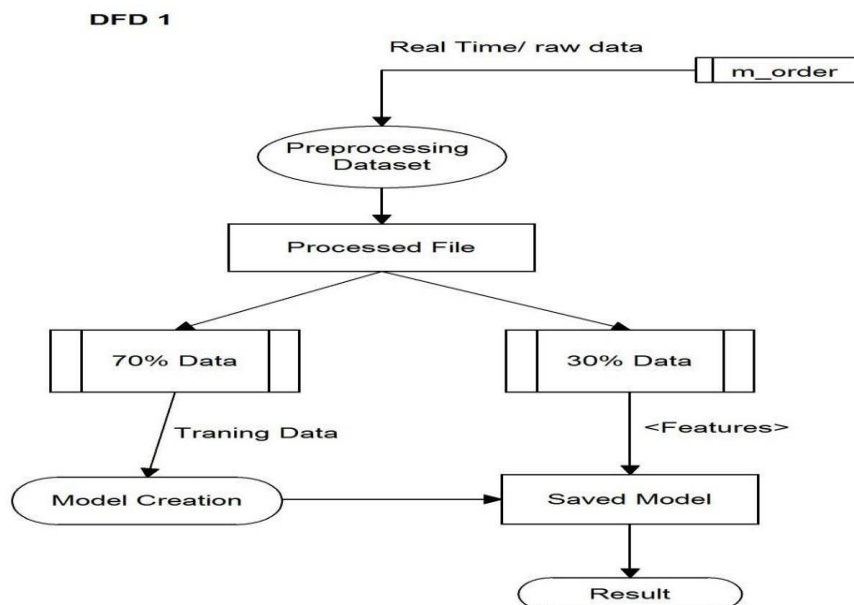 DFD 1
Real Time/ raw data
m_order
Preprocessing
Dataset
Processed File
70% Data
30% Data
Traning Data
<Features>
Model Creation
Saved Model
Result